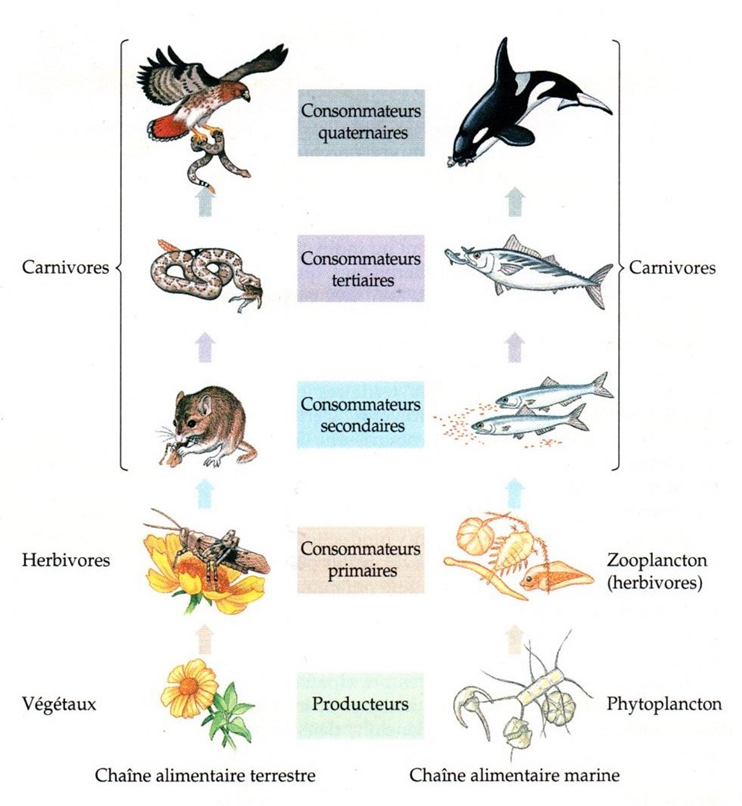 Consommateurs
quaternaires
Carnivores
Consommateurs
tertiaires
Carnivores
Consommateurs
secondaires
Herbivores
Consommateurs
primaires
Zooplancton
(herbivores)
Végétaux
Producteurs
Phytoplancton
Chaîne alimentaire terrestre
Chaîne alimentaire marine